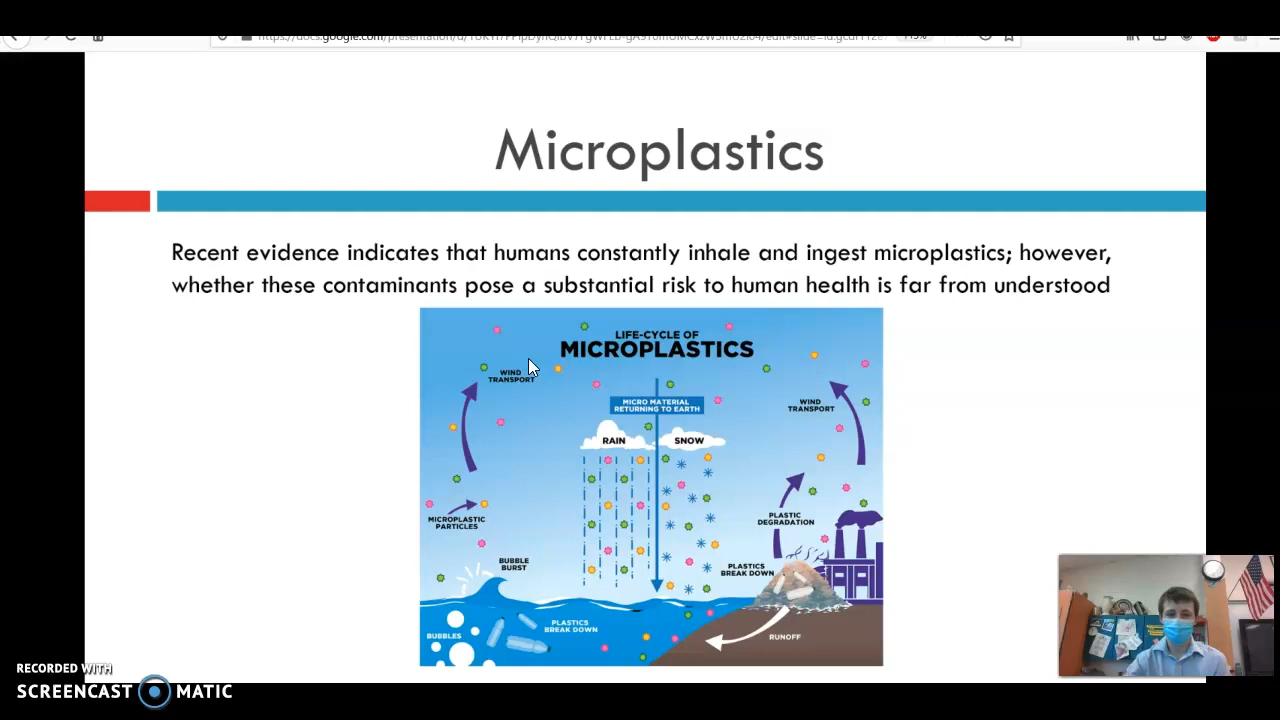 Microplastics
Recent evidence indicates that humans constantly inhale and ingest microplastics; however,
whether these contaminants pose a substantial risk to human health is far from understood
LIFE-CYCLE OF
MICROPLASTICS
WIND
TRANSPORT
MICRO MATERIAL
RETURNING TO EARTH
WIND
TRANSPORT
RAIN
SNOW
MICROPLASTIC
PARTICLES
PLASTIC
DEGRADATION
BUBBLE
BURST
PLASTICS
BREAK DOWN
PLASTICS
BREAK DOWN
BUBBLES
RUNOFF
RECORDED WITH
SCREENCAST MATIC